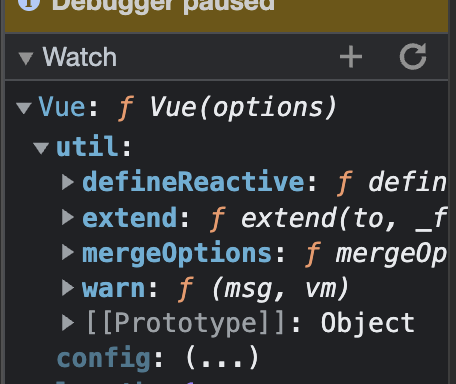 Debugger paused
Watch
Vue: ƒ Vue(options)
util:
defineReactive: ƒ defin
extend: ƒ extend(to, _f
mergeOptions: ƒ mergeOp
warn: ƒ (msg, vm)
[[Prototype]]: Object
config: (...)